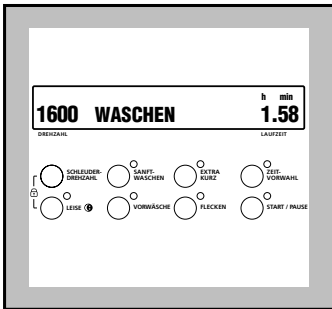 h min
1600 WASCHEN 1.58
DREHZAHL LAUFZEIT
SCHLEUDER-
DREHZAHL
SANFT-
WASCHEN
EXTRA
KURZ
ZEIT-
VORWAHL
LEISE
VORWÄSCHE
FLECKEN
START / PAUSE